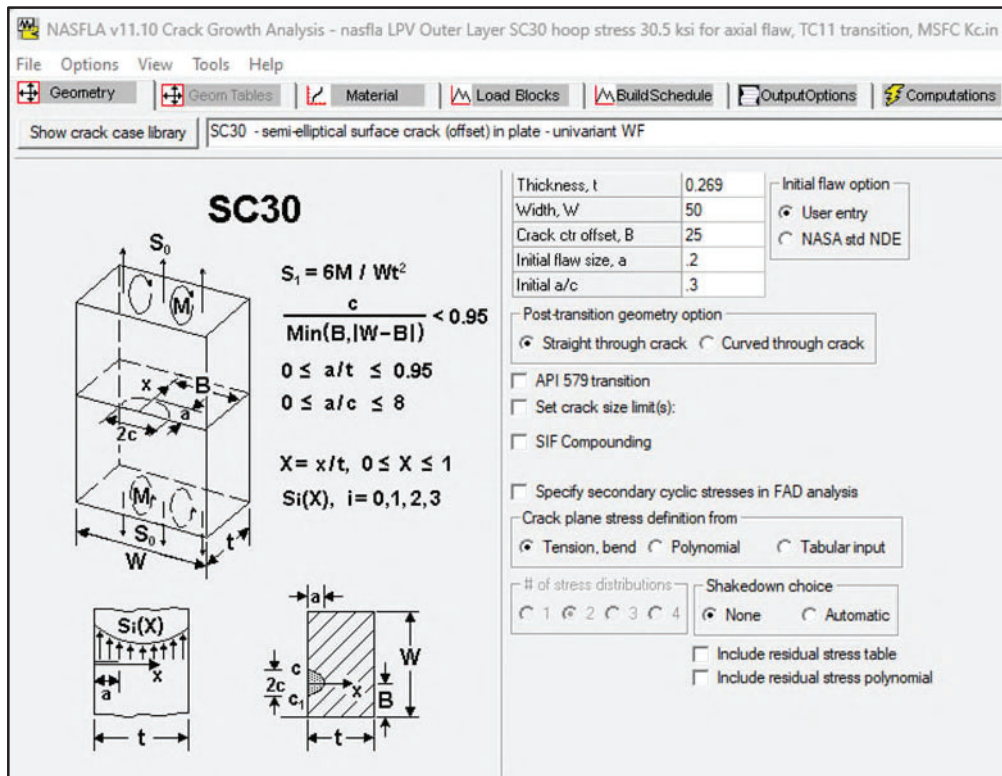 NASFLA v11.10 Crack Growth Analysis - nasfla LPV Outer Layer SC30 hoop stress 30.5 ksi for axial flaw, TC11 transition, MSFC Kc.in
File Options View Tools Help
Geometry Geom Tables Material Load Blocks BuildSchedule OutputOptions Computations
Show crack case library SC30 - semi-elliptical surface crack (offset) in plate - univariant WF
SC30
S₀
M
x
B
a
2c
M
S₀
W
t
S₁ = 6M / Wt²
c
Min(B,|W-B|) < 0.95
0 ≤ a/t ≤ 0.95
0 ≤ a/c ≤ 8
X = x/t, 0 ≤ X ≤ 1
Si(X), i = 0,1,2,3
Si(X)
x
a
t
a
c
2c
c₁
x
W
B
t
Thickness, t 0.269
Width, W 50
Crack ctr offset, B 25
Initial flaw size, a .2
Initial a/c .3
Initial flaw option
User entry
NASA std NDE
Post-transition geometry option
Straight through crack Curved through crack
API 579 transition
Set crack size limit(s):
SIF Compounding
Specify secondary cyclic stresses in FAD analysis
Crack plane stress definition from
Tension, bend Polynomial Tabular input
# of stress distributions
1 2 3 4
Shakedown choice
None Automatic
Include residual stress table
Include residual stress polynomial